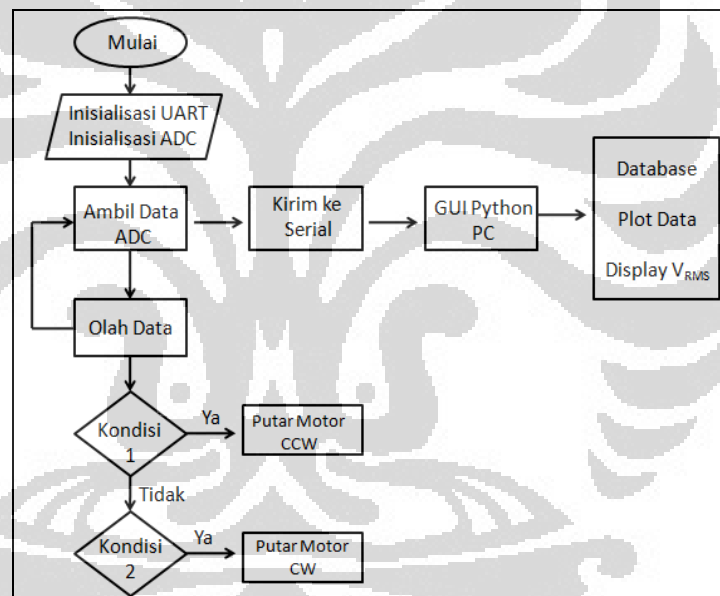 Mulai
Inisialisasi UART
Inisialisasi ADC
Ambil Data
ADC
Kirim ke
Serial
GUI Python
PC
Database
Plot Data
Display VRMS
Olah Data
Kondisi
1
Ya
Putar Motor
CCW
Tidak
Kondisi
2
Ya
Putar Motor
CW